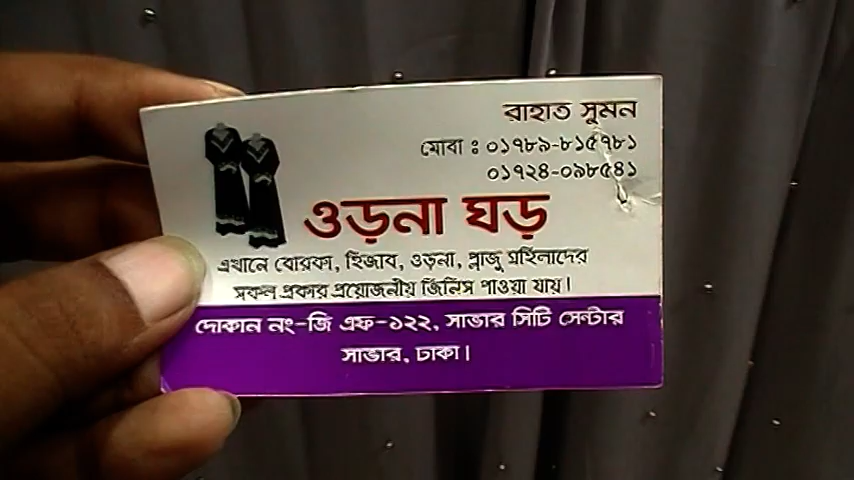 রাহাত সুমন
মোবা ঃ ০১৭৮৯-৮১৫৭৮১
০১৭২৪-০৯৮৫৪১
ওড়না ঘড়
এখানে বোরকা, হিজাব, ওড়না, প্লাজু মহিলাদের
সকল প্রকার প্রয়োজনীয় জিনিস পাওয়া যায়।
দোকান নং-জি এফ-১২২, সাভার সিটি সেন্টার
সাভার, ঢাকা।